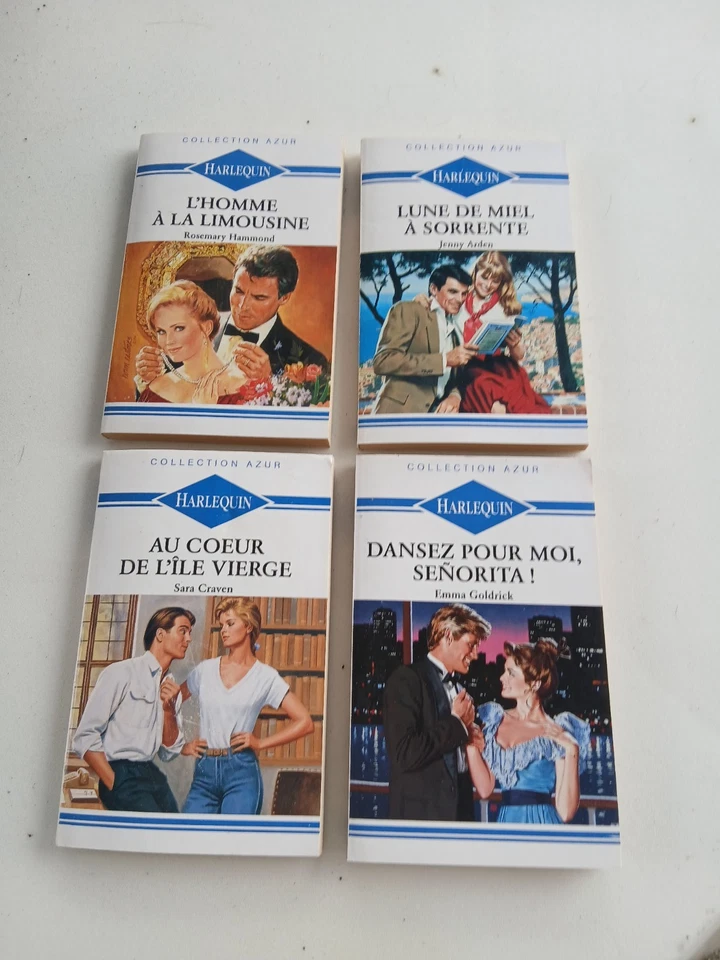 COLLECTION AZUR
HARLEQUIN
L'HOMME
À LA LIMOUSINE
Rosemary Hammond
COLLECTION AZUR
HARLEQUIN
LUNE DE MIEL
À SORRENTE
Jenny Arden
COLLECTION AZUR
HARLEQUIN
AU COEUR
DE L'ÎLE VIERGE
Sara Craven
COLLECTION AZUR
HARLEQUIN
DANSEZ POUR MOI,
SEÑORITA !
Emma Goldrick